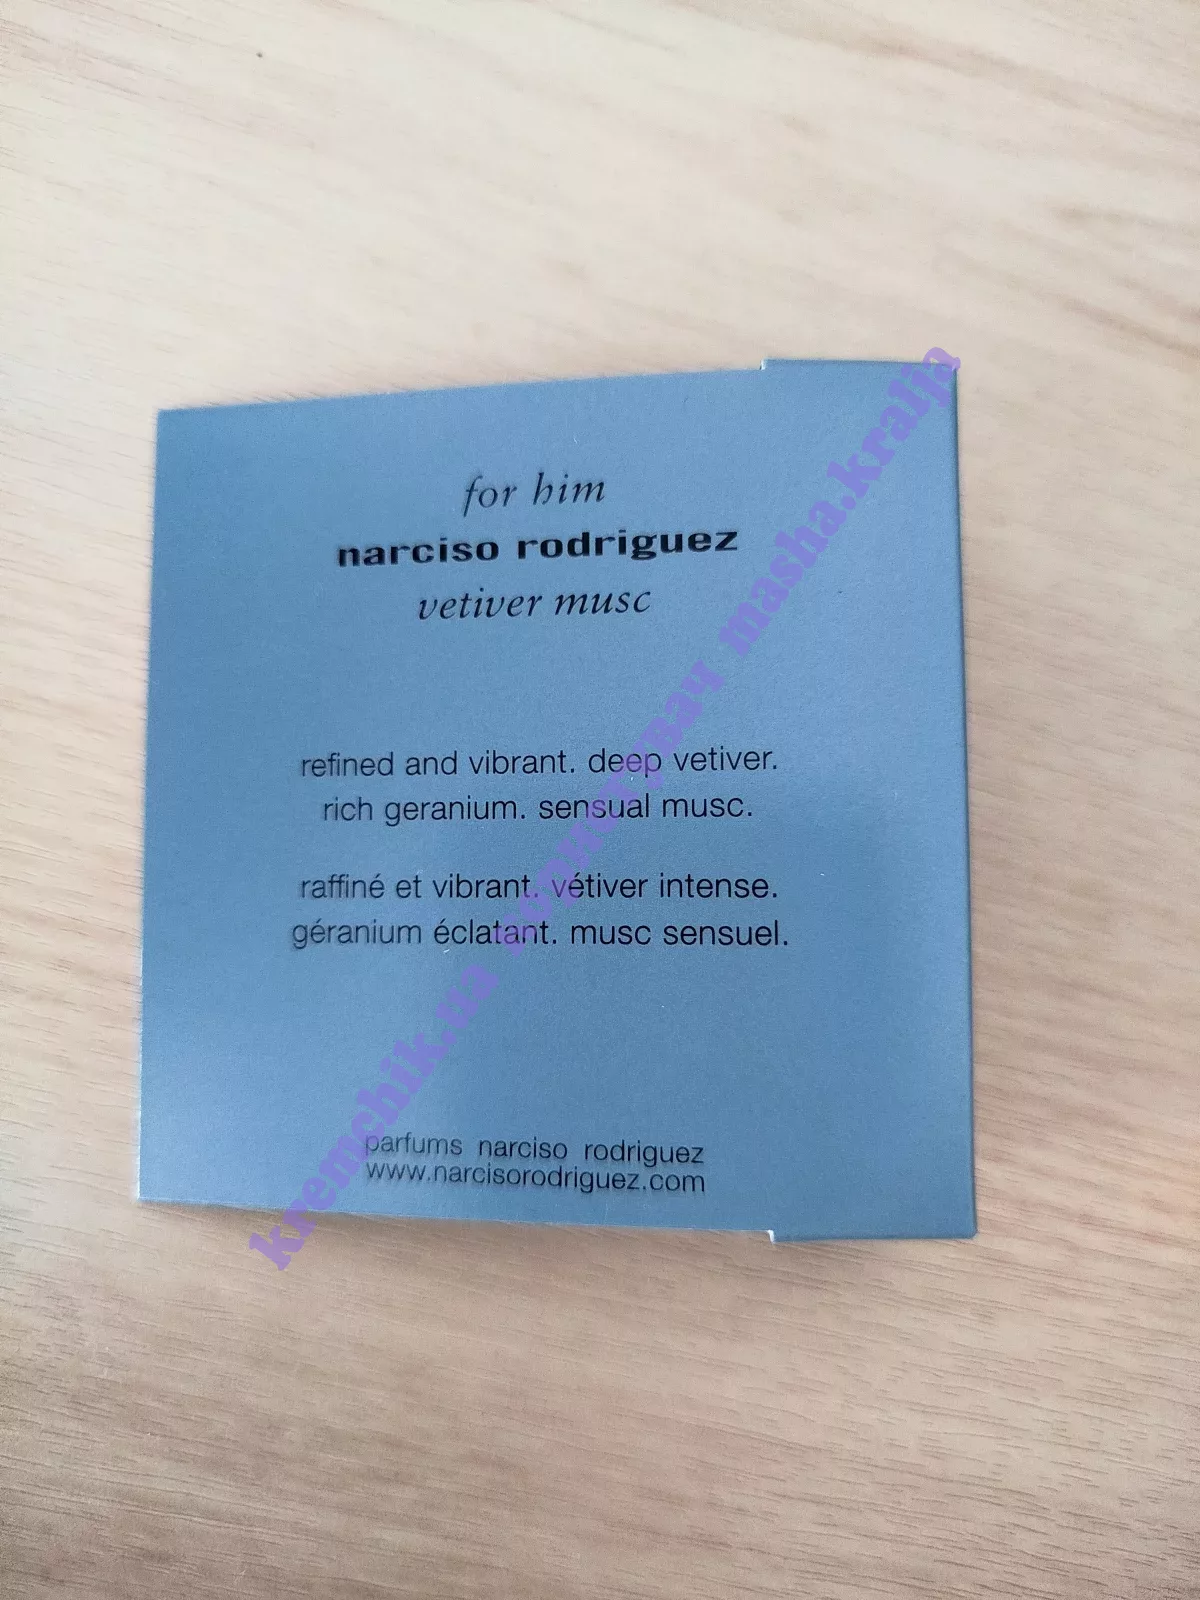 for him
narciso rodriguez
vetiver musc
refined and vibrant. deep vetiver.
rich geranium. sensual musc.
raffiné et vibrant. vétiver intense.
géranium éclatant. musc sensuel.
parfums narciso rodriguez
www.narcisorodriguez.com
kremchik.ua користувач masha.kralja